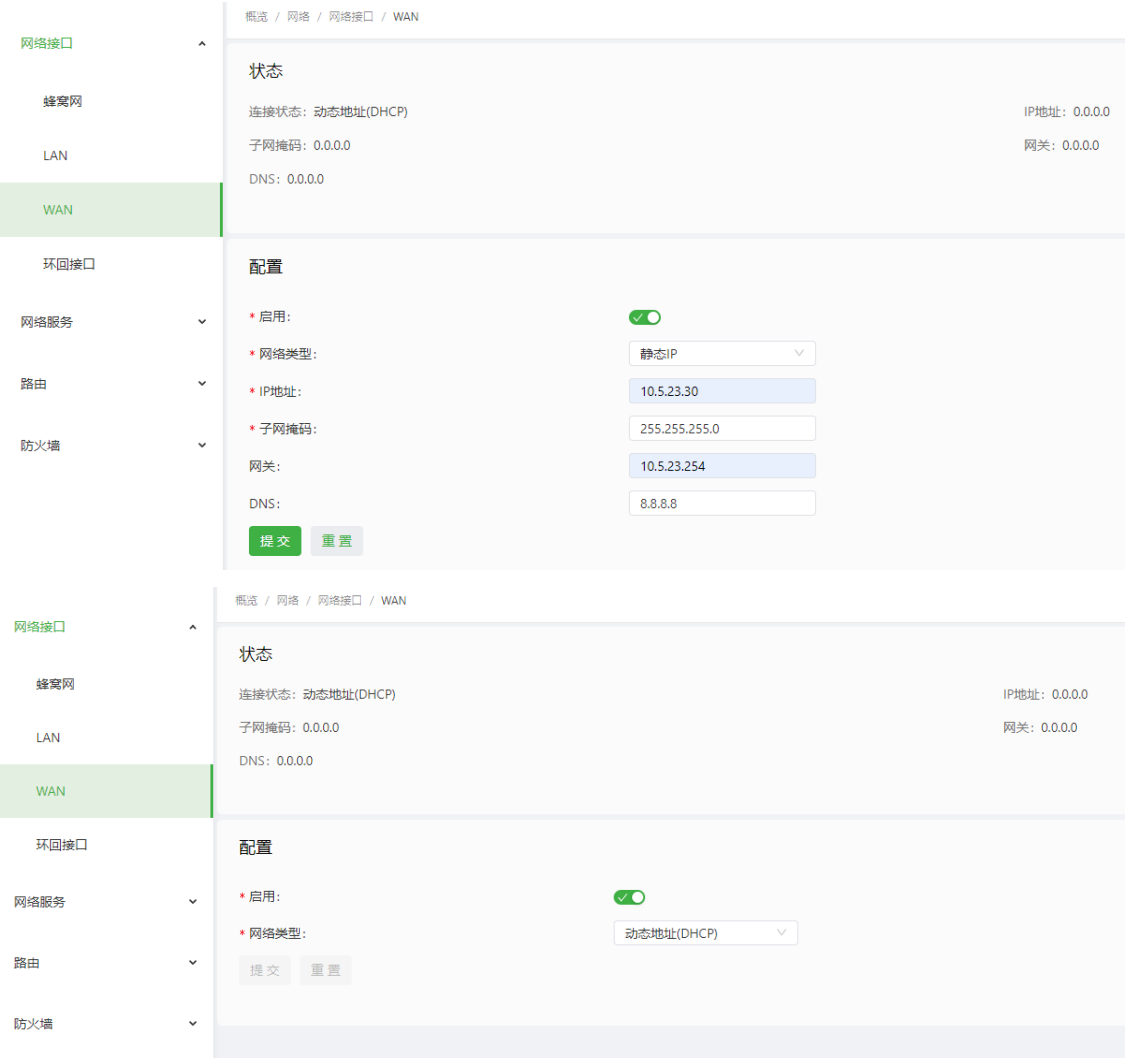 概览 / 网络 / 网络接口 / WAN
网络接口
蜂窝网
LAN
WAN
环回接口
网络服务
路由
防火墙
状态
连接状态：动态地址(DHCP)
IP地址：0.0.0.0
子网掩码：0.0.0.0
网关：0.0.0.0
DNS：0.0.0.0
配置
* 启用：
* 网络类型： 静态IP
* IP地址： 10.5.23.30
* 子网掩码： 255.255.255.0
网关： 10.5.23.254
DNS： 8.8.8.8
提 交 重 置
概览 / 网络 / 网络接口 / WAN
网络接口
蜂窝网
LAN
WAN
环回接口
网络服务
路由
防火墙
状态
连接状态：动态地址(DHCP)
IP地址：0.0.0.0
子网掩码：0.0.0.0
网关：0.0.0.0
DNS：0.0.0.0
配置
* 启用：
* 网络类型： 动态地址(DHCP)
提 交 重 置